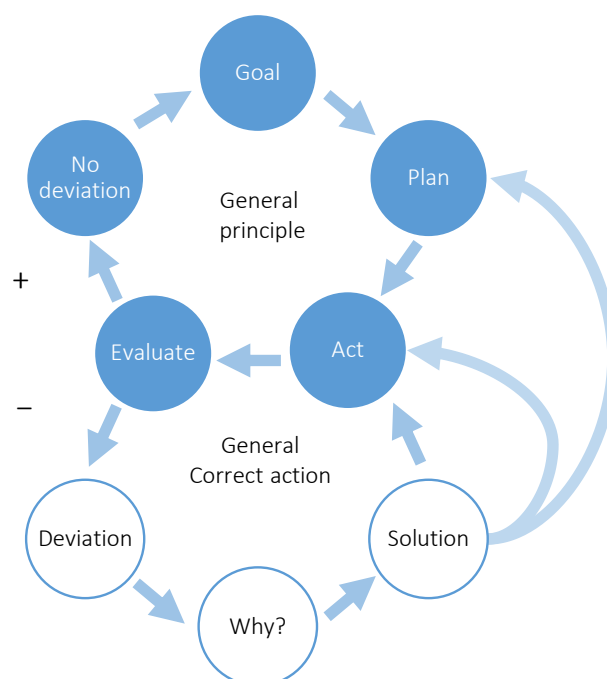 Goal
No
deviation
Plan
General
principle
+
Evaluate
Act
−
General
Correct action
Deviation
Solution
Why?